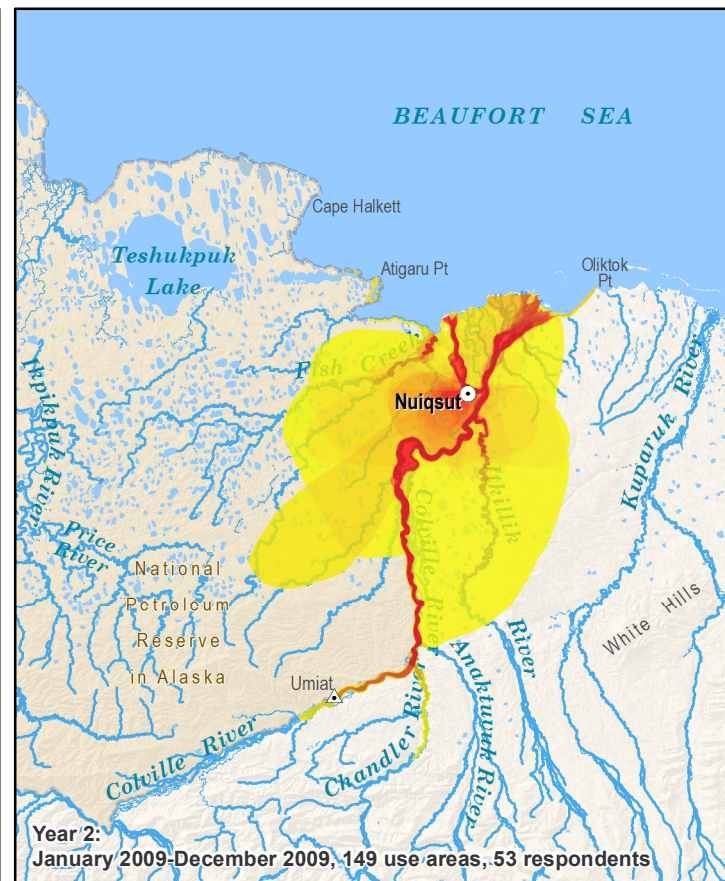 BEAUFORT SEA
Cape Halkett
Teshukpuk
Lake
Atigaru Pt
Oliktok
Pt
Fish Creek
Nuiqsut
Kuparuk River
Ikpikpuk River
Itkillik
River
Colville River
Price
River
National
Petroleum
Reserve
in Alaska
White Hills
Umiat
Anaktuvuk River
Chandler River
Colville River
Year 2:
January 2009-December 2009, 149 use areas, 53 respondents